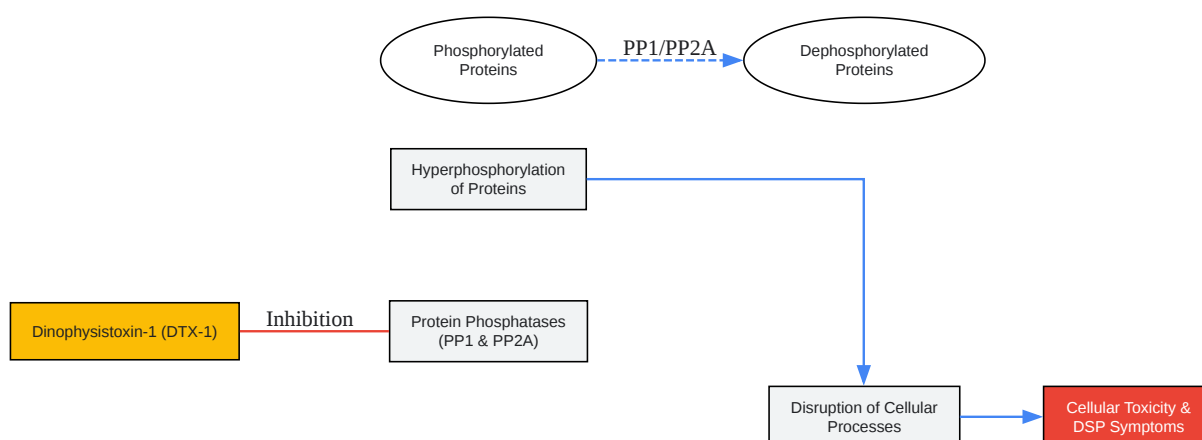 Phosphorylated
Proteins
PP1/PP2A
Dephosphorylated
Proteins
Hyperphosphorylation
of Proteins
Dinophysistoxin-1 (DTX-1)
Inhibition
Protein Phosphatases
(PP1 & PP2A)
Disruption of Cellular
Processes
Cellular Toxicity &
DSP Symptoms